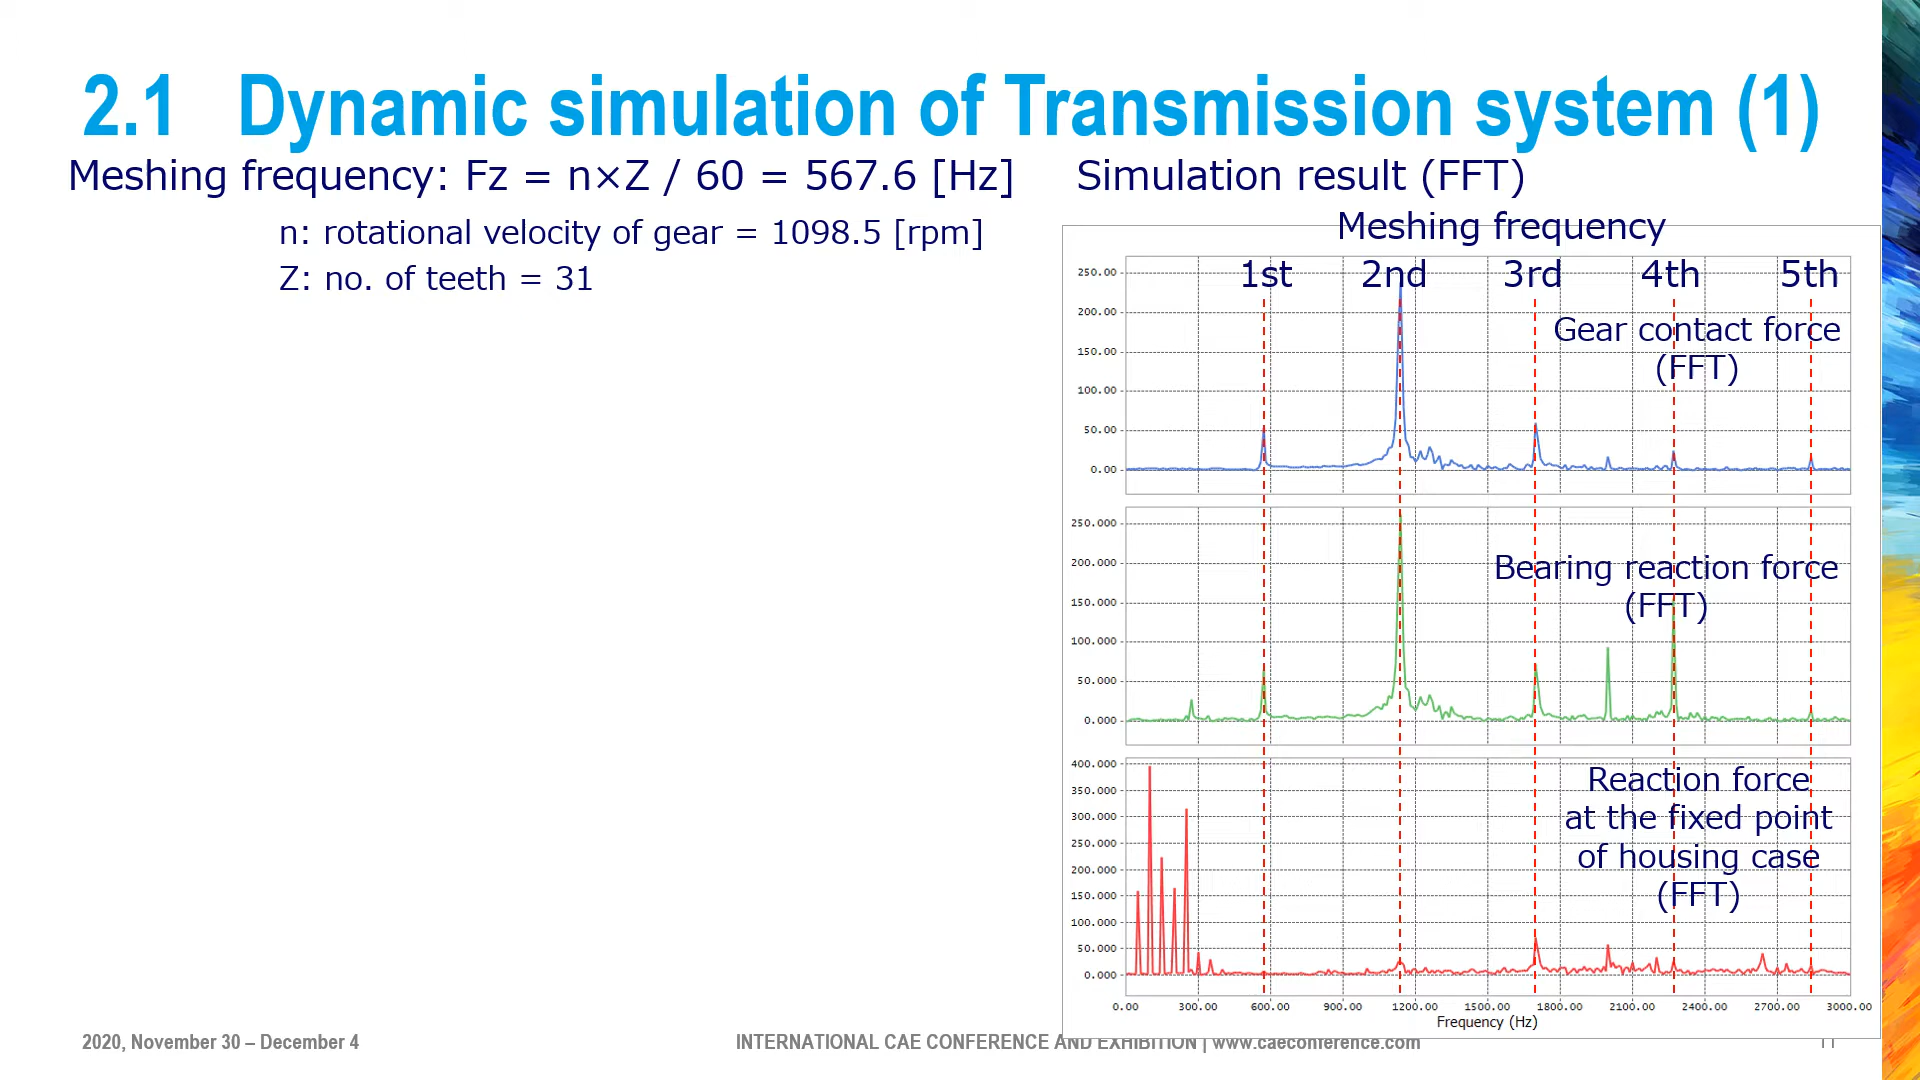 2.1 Dynamic simulation of Transmission system (1)
Meshing frequency: Fz = n×Z / 60 = 567.6 [Hz]
n: rotational velocity of gear = 1098.5 [rpm]
Z: no. of teeth = 31
Simulation result (FFT)
Meshing frequency
1st 2nd 3rd 4th 5th
Gear contact force
(FFT)
250.00
200.00
150.00
100.00
50.00
0.00
Bearing reaction force
(FFT)
250.000
200.000
150.000
100.000
50.000
0.000
Reaction force
at the fixed point
of housing case
(FFT)
400.000
350.000
300.000
250.000
200.000
150.000
100.000
50.000
0.000
0.00 300.00 600.00 900.00 1200.00 1500.00 1800.00 2100.00 2400.00 2700.00 3000.00
Frequency (Hz)
2020, November 30 – December 4
INTERNATIONAL CAE CONFERENCE AND EXHIBITION | www.caeconference.com
11